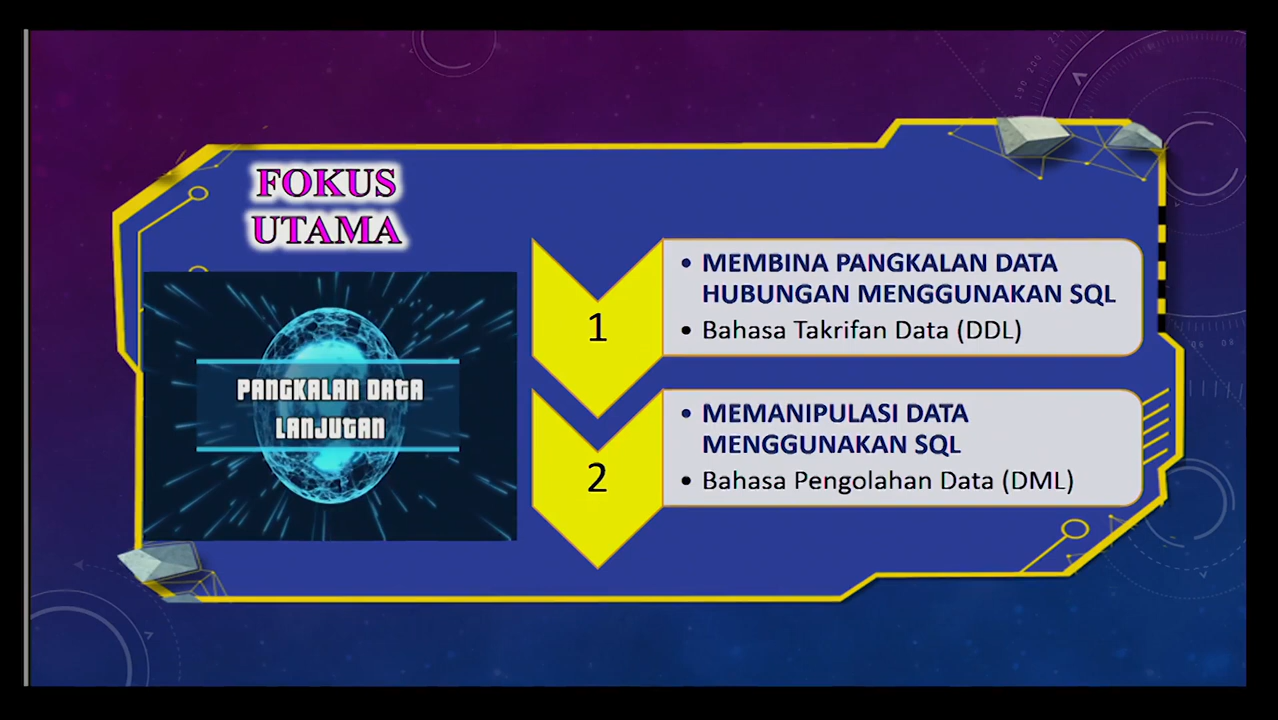 FOKUS
UTAMA
PANGKALAN DATA
LANJUTAN
1
• MEMBINA PANGKALAN DATA
HUBUNGAN MENGGUNAKAN SQL
• Bahasa Takrifan Data (DDL)
2
• MEMANIPULASI DATA
MENGGUNAKAN SQL
• Bahasa Pengolahan Data (DML)